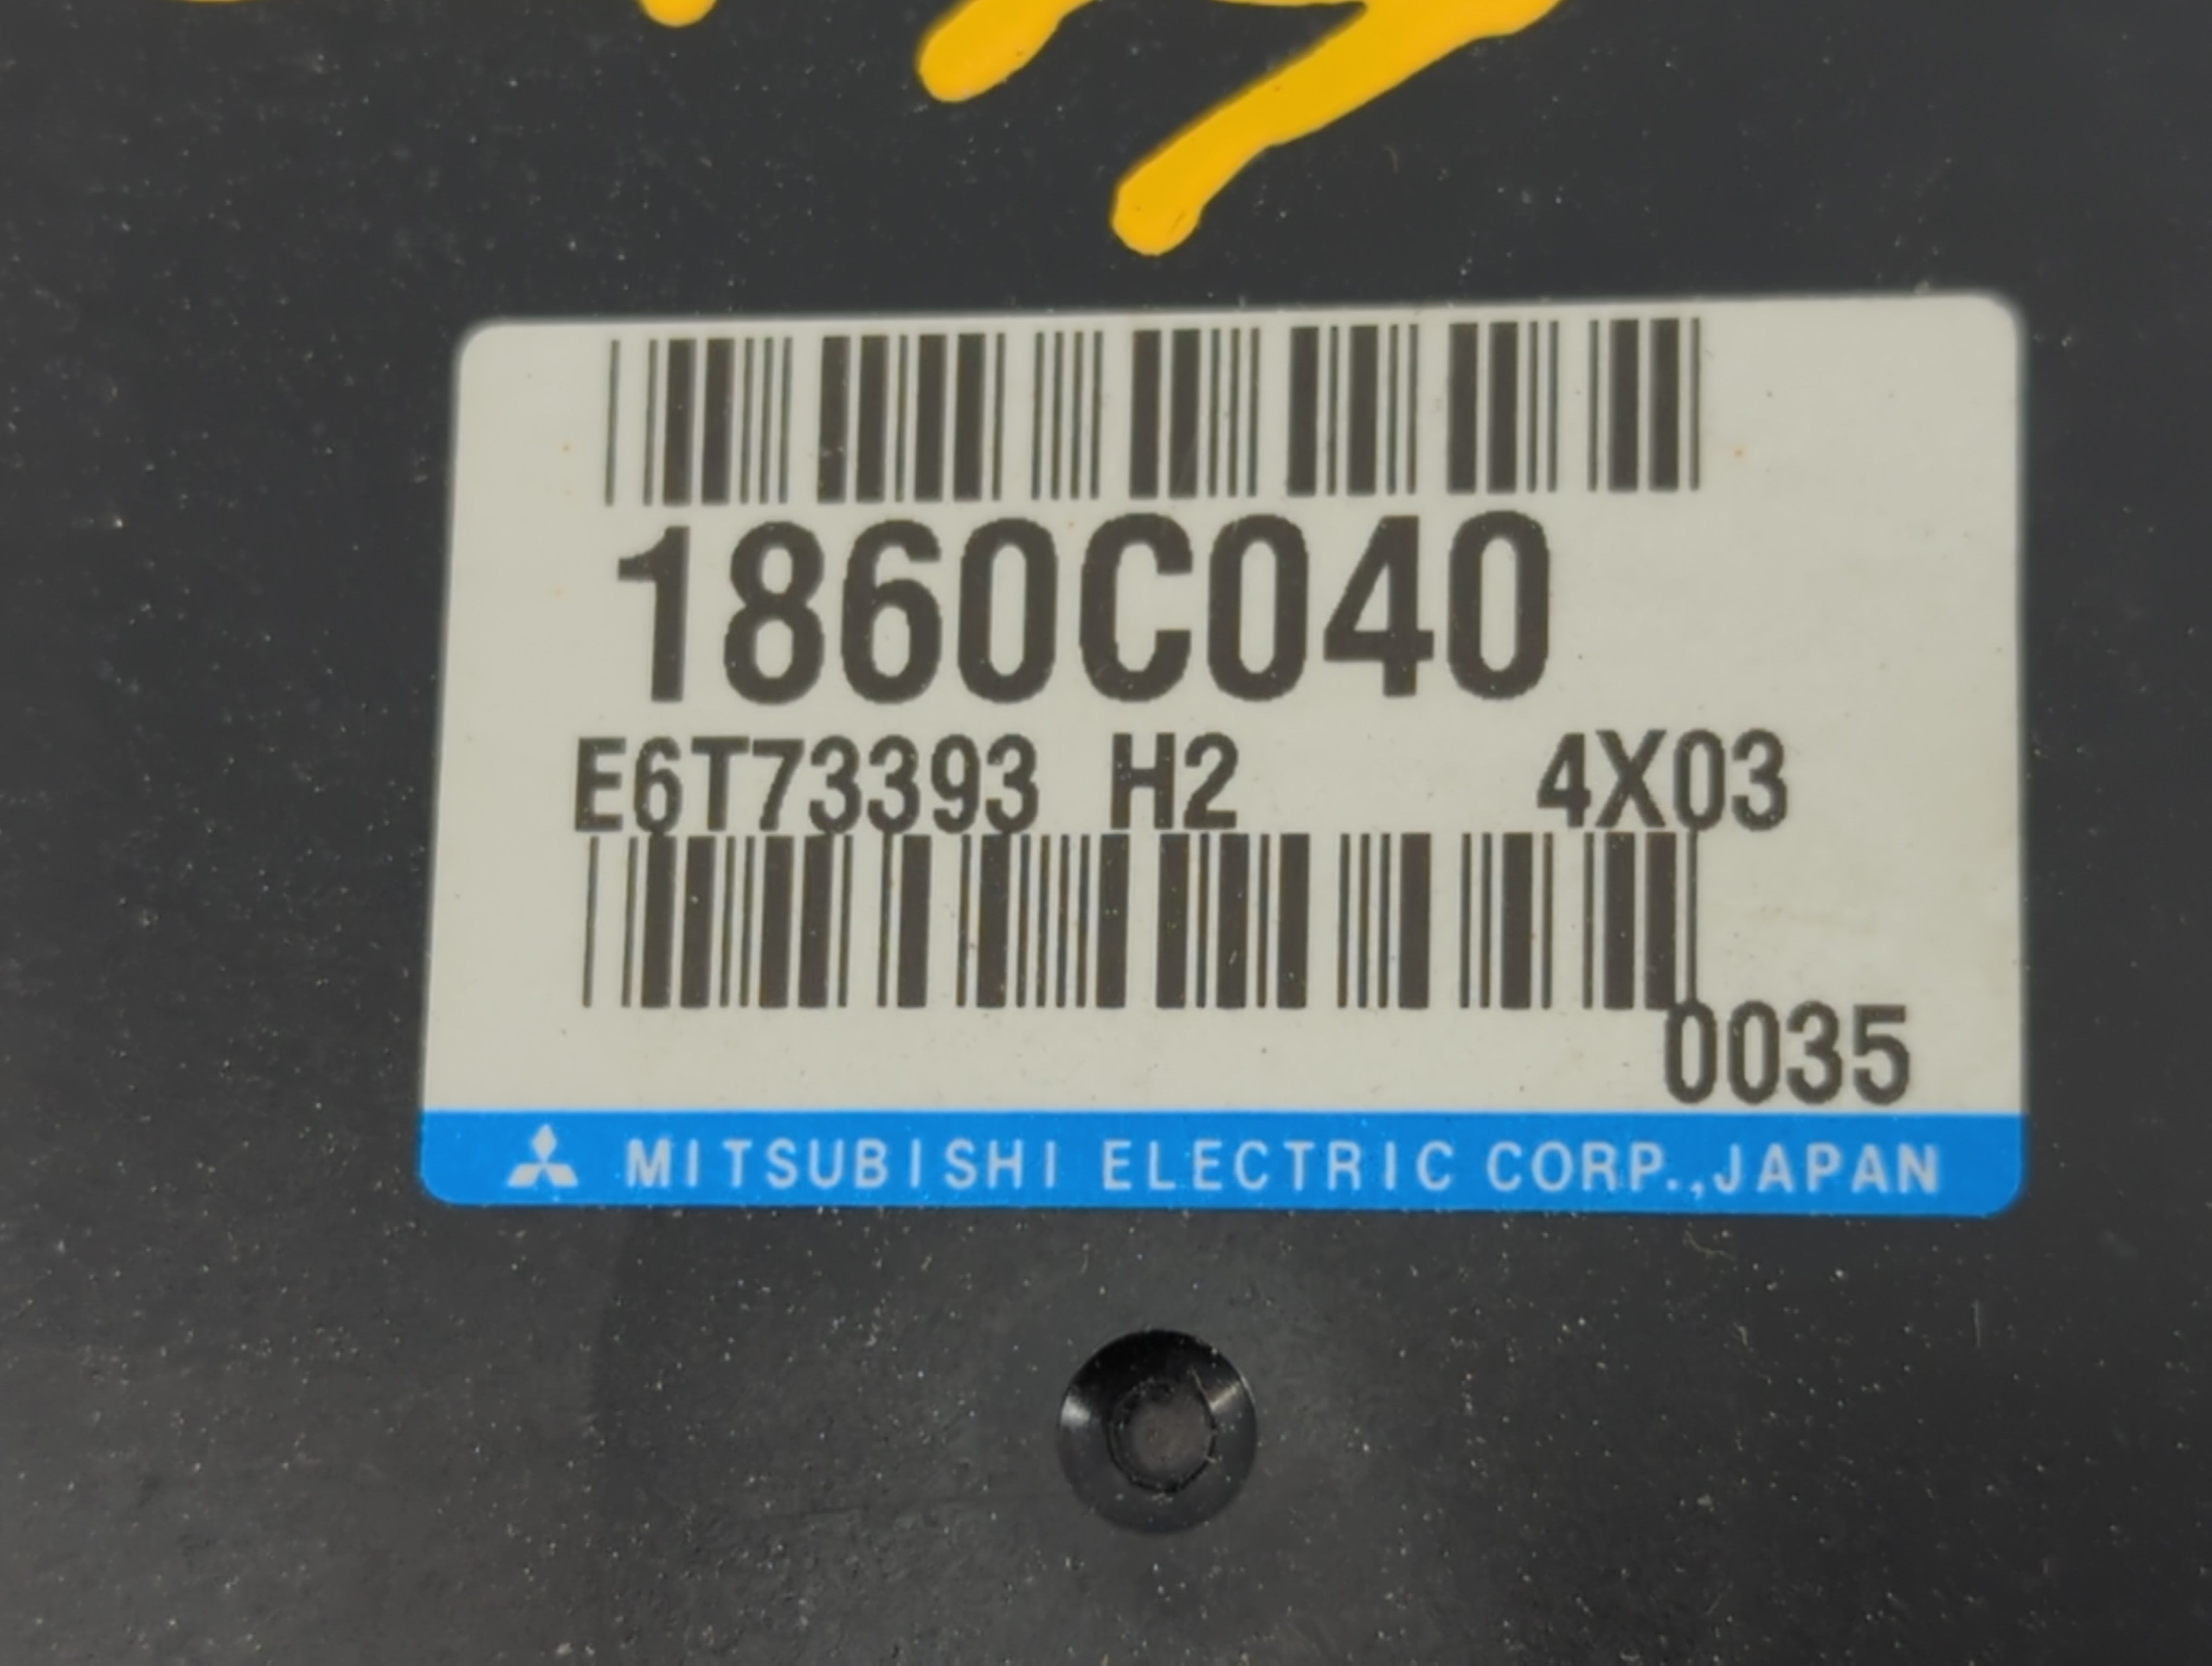 1860C040
E6T73393 H2 4X03
0035
MITSUBISHI ELECTRIC CORP.,JAPAN